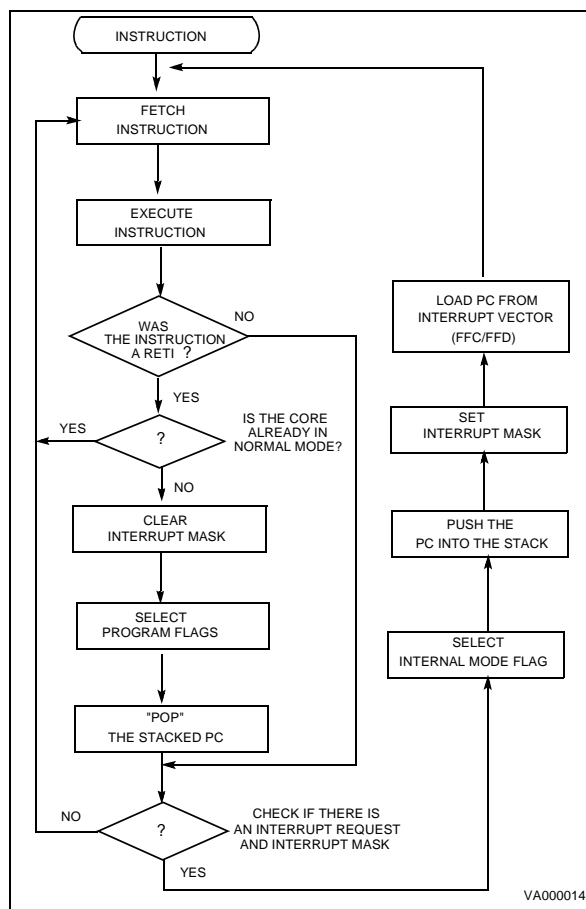 INSTRUCTION
FETCH
INSTRUCTION
EXECUTE
INSTRUCTION
WAS
THE INSTRUCTION
A RETI ?
NO
YES
?
IS THE CORE
ALREADY IN
NORMAL MODE?
YES
NO
CLEAR
INTERRUPT MASK
SELECT
PROGRAM FLAGS
"POP"
THE STACKED PC
?
CHECK IF THERE IS
AN INTERRUPT REQUEST
AND INTERRUPT MASK
NO
YES
SELECT
INTERNAL MODE FLAG
PUSH THE
PC INTO THE STACK
SET
INTERRUPT MASK
LOAD PC FROM
INTERRUPT VECTOR
(FFC/FFD)
VA000014